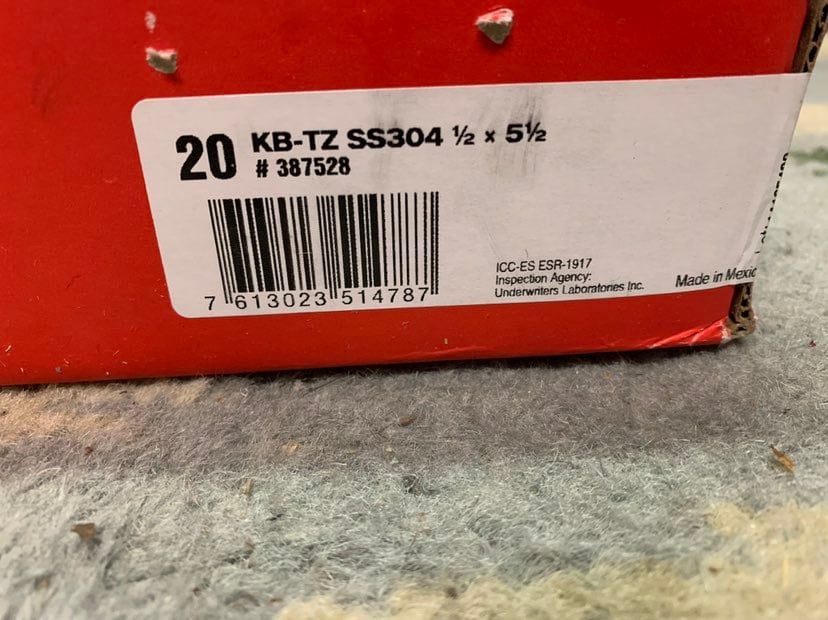 20 KB-TZ SS304 ½ x 5½
# 387528
7 613023 514787
ICC-ES ESR-1917
Inspection Agency:
Underwriters Laboratories Inc.
Made in Mexic